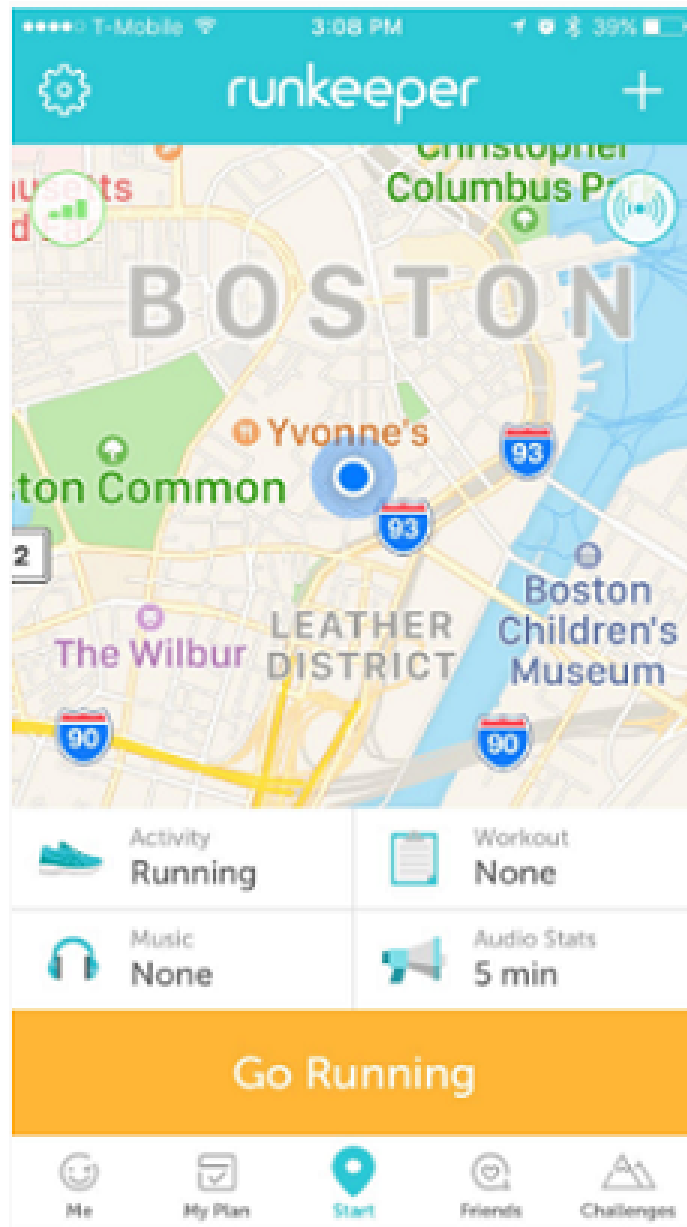 T-Mobile 3:08 PM 39%
runkeeper
Christopher
Columbus P
usetts
d
BOSTON
Yvonne's
93
ton Common
93
2
Boston
Children's
Museum
The Wilbur
LEATHER
DISTRICT
90
90
Activity
Running
Workout
None
Music
None
Audio Stats
5 min
Go Running
Me My Plan Start Friends Challenges